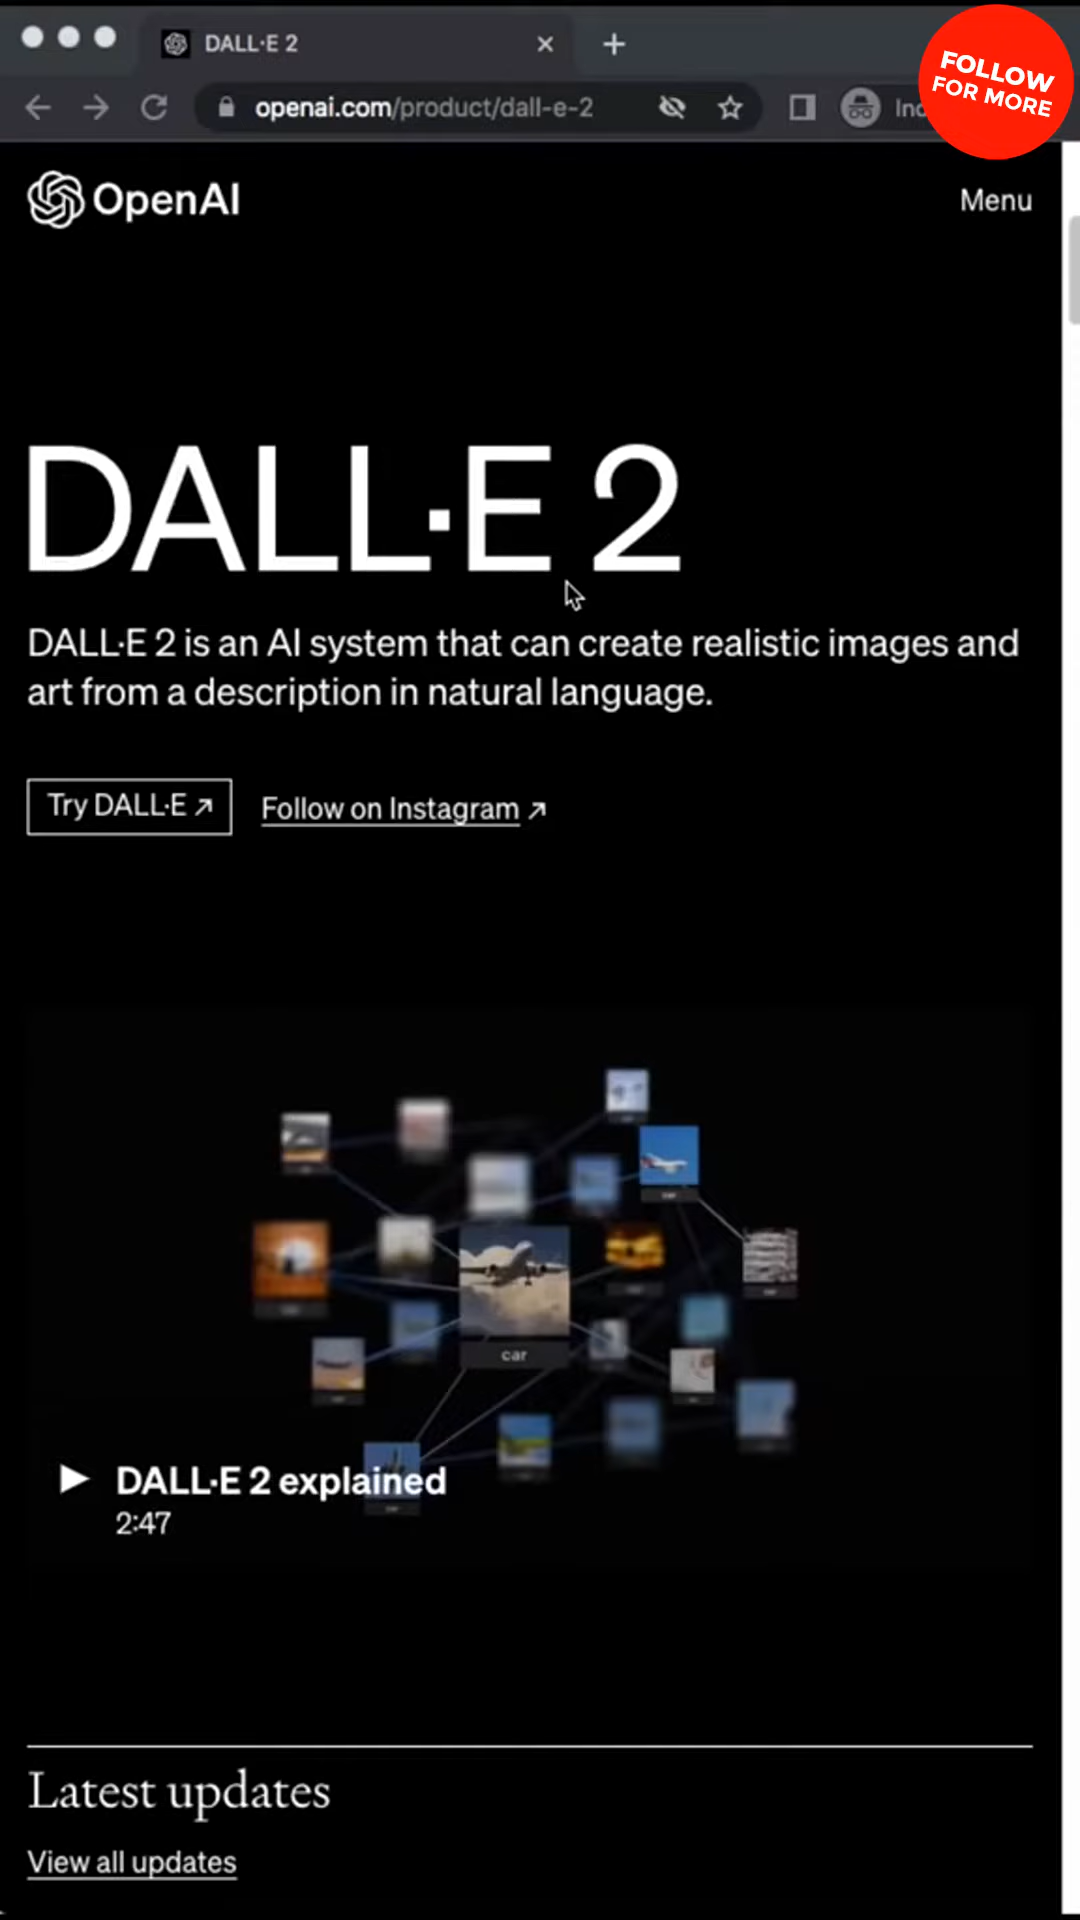 DALL·E 2
FOLLOW
FOR MORE
openai.com/product/dall-e-2
OpenAI
Menu
DALL·E 2
DALL·E 2 is an AI system that can create realistic images and
art from a description in natural language.
Try DALL·E ↗
Follow on Instagram ↗
car
DALL·E 2 explained
2:47
Latest updates
View all updates